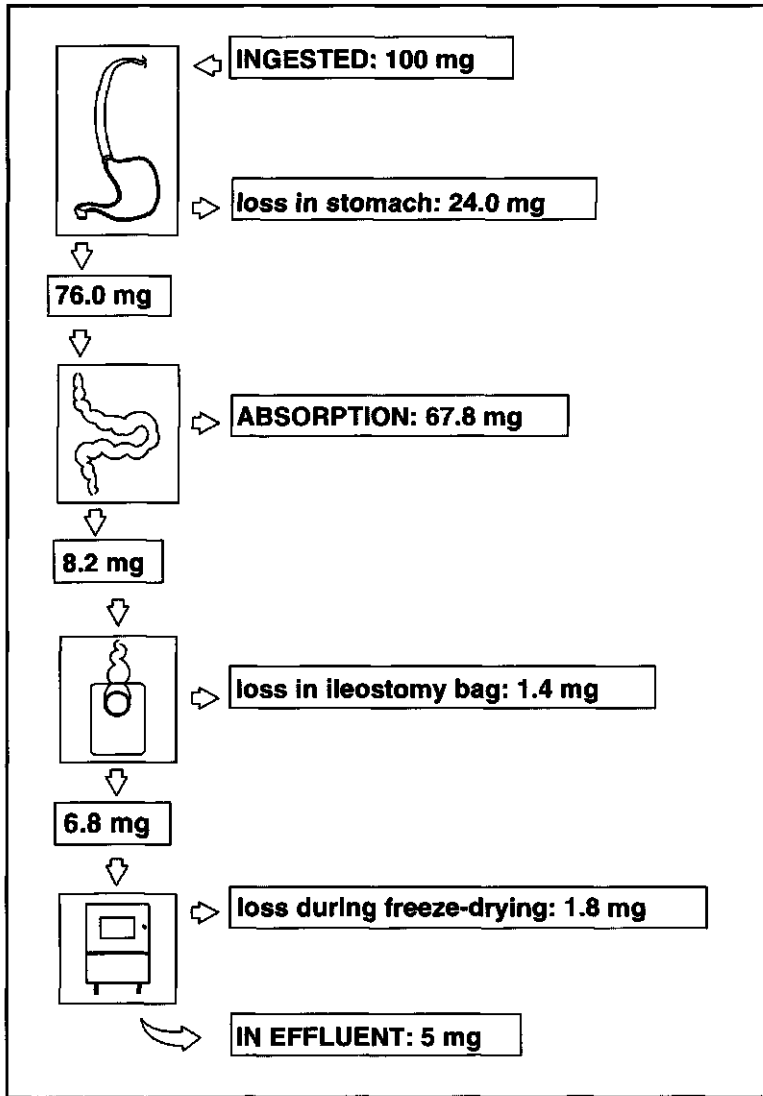 INGESTED: 100 mg
loss in stomach: 24.0 mg
76.0 mg
ABSORPTION: 67.8 mg
8.2 mg
loss in ileostomy bag: 1.4 mg
6.8 mg
loss during freeze-drying: 1.8 mg
IN EFFLUENT: 5 mg